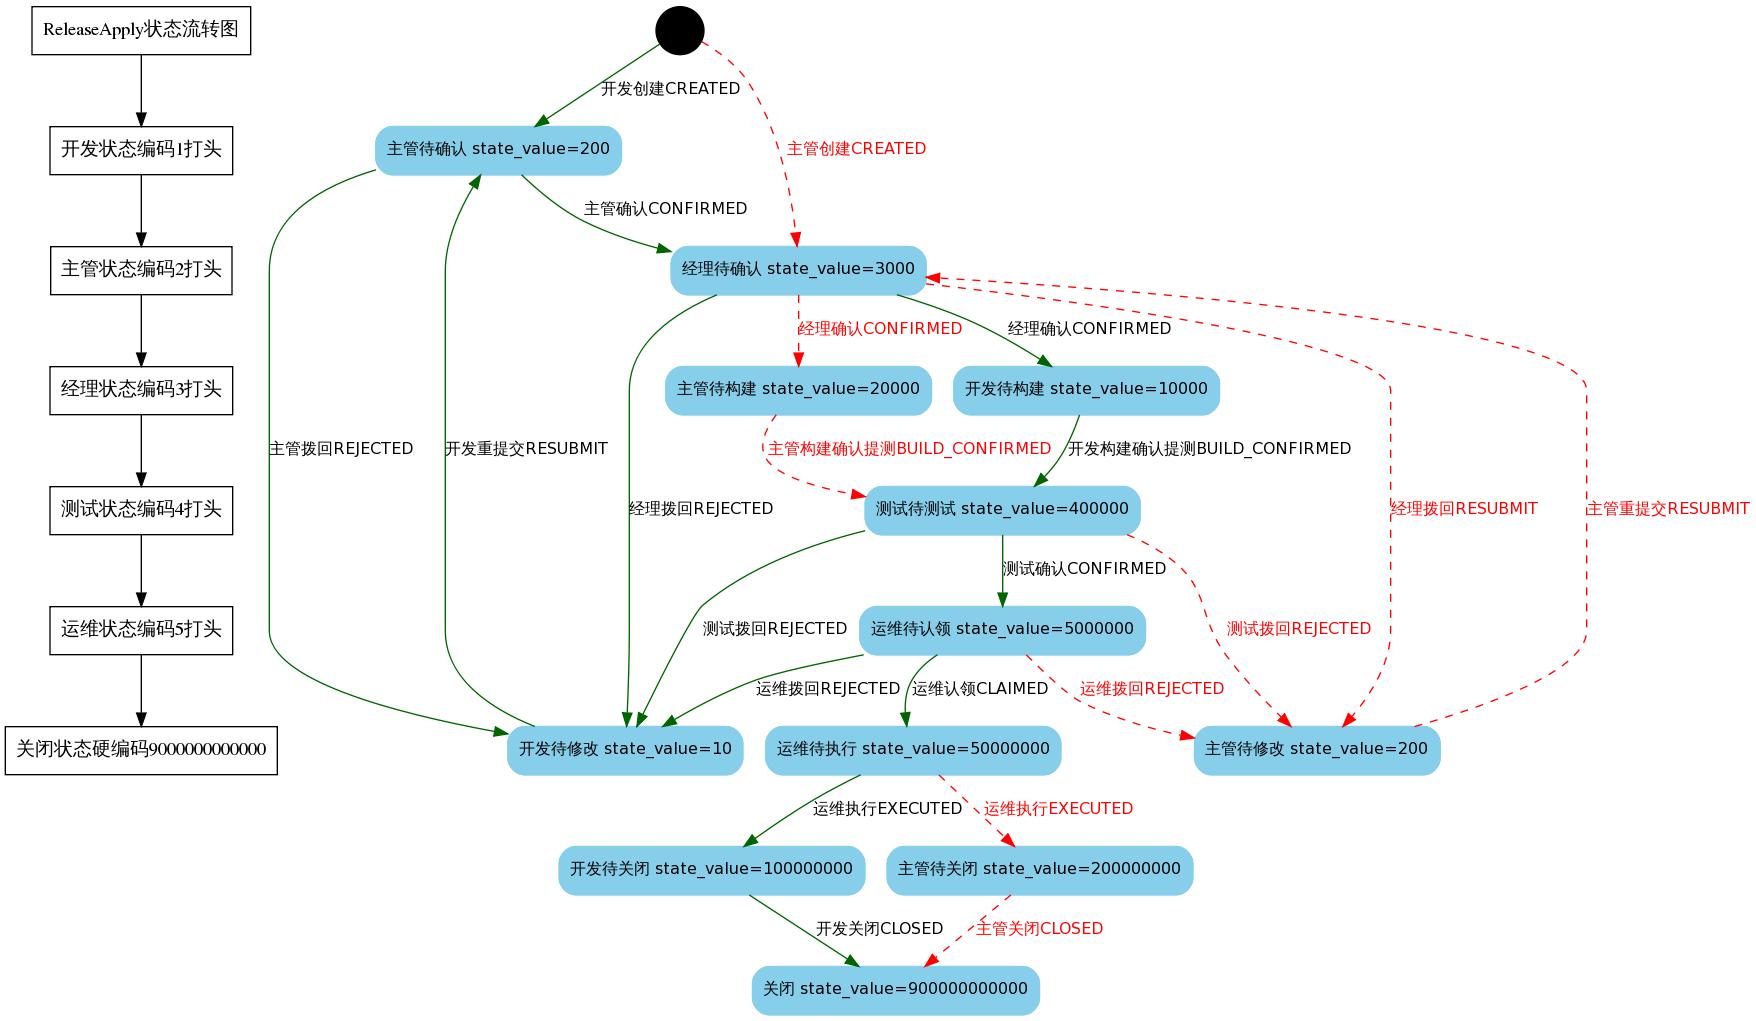 ReleaseApply状态流转图
开发状态编码1打头
主管状态编码2打头
经理状态编码3打头
测试状态编码4打头
运维状态编码5打头
关闭状态硬编码9000000000000
开发创建CREATED
主管创建CREATED
主管待确认 state_value=200
主管确认CONFIRMED
经理待确认 state_value=3000
经理确认CONFIRMED
经理确认CONFIRMED
主管待构建 state_value=20000
开发待构建 state_value=10000
主管拨回REJECTED
开发重提交RESUBMIT
主管构建确认提测BUILD_CONFIRMED
开发构建确认提测BUILD_CONFIRMED
经理拨回REJECTED
测试待测试 state_value=400000
经理拨回RESUBMIT
主管重提交RESUBMIT
测试确认CONFIRMED
测试拨回REJECTED
运维待认领 state_value=5000000
测试拨回REJECTED
运维拨回REJECTED
运维认领CLAIMED
运维拨回REJECTED
开发待修改 state_value=10
运维待执行 state_value=50000000
主管待修改 state_value=200
运维执行EXECUTED
运维执行EXECUTED
开发待关闭 state_value=100000000
主管待关闭 state_value=200000000
开发关闭CLOSED
主管关闭CLOSED
关闭 state_value=900000000000